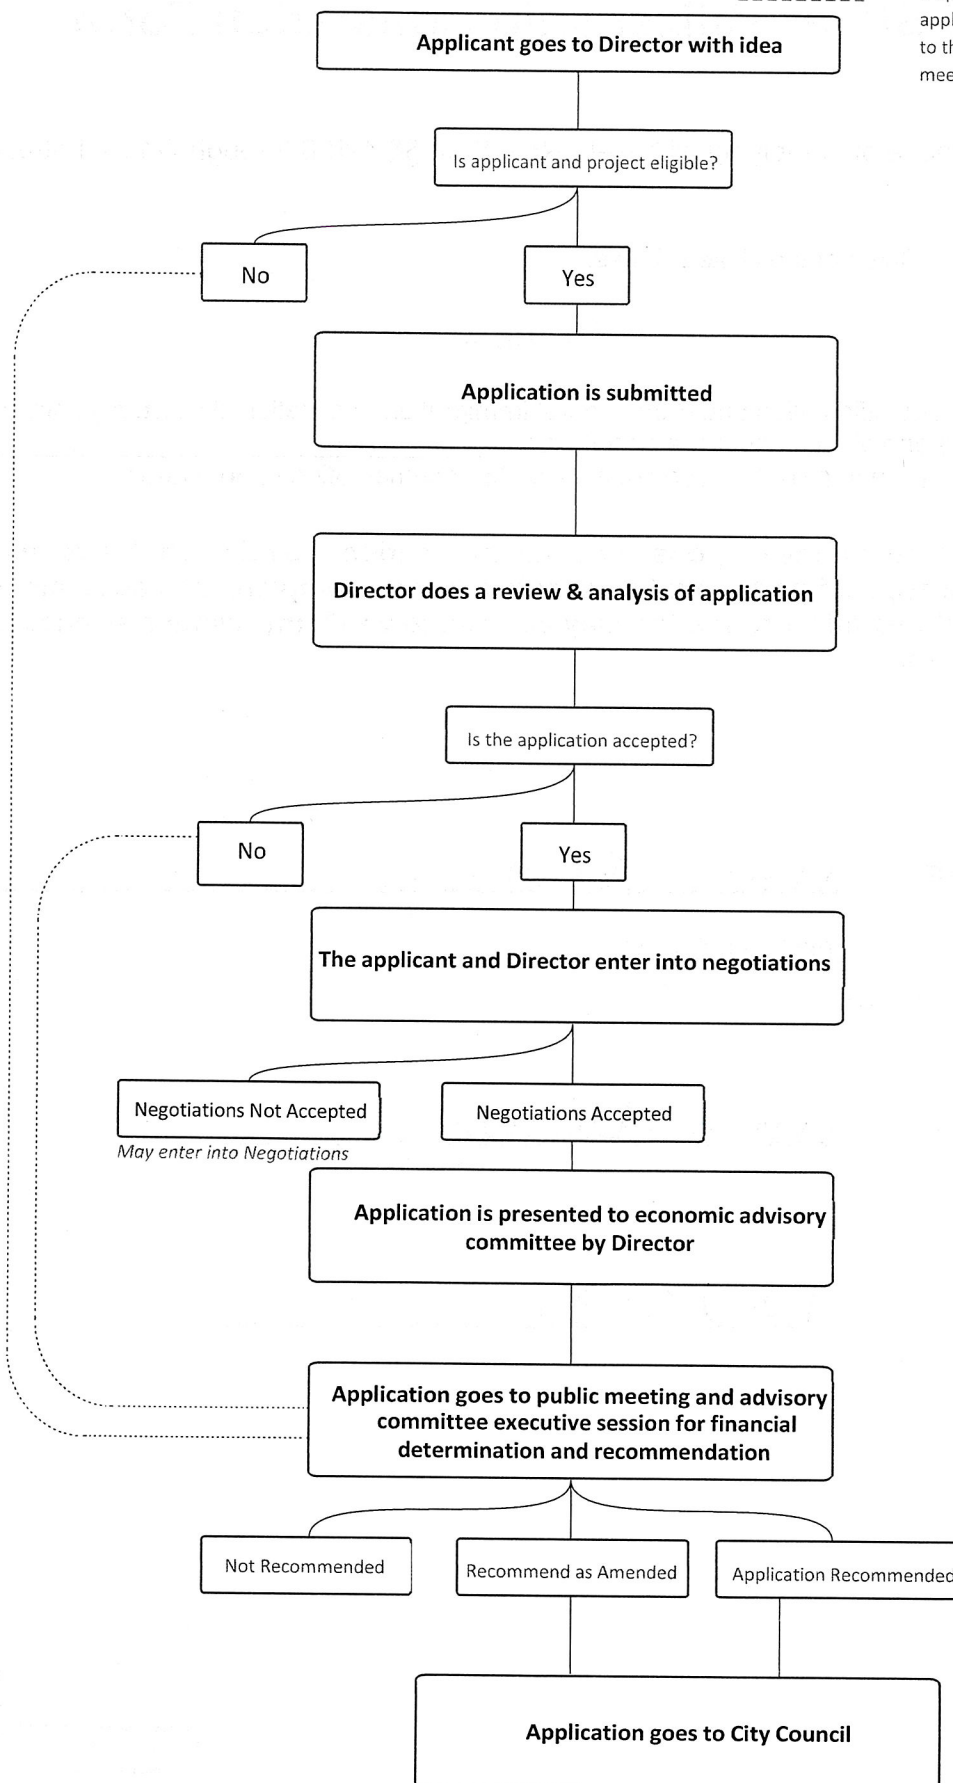 Applicant goes to Director with idea
Is applicant and project eligible?
No
Yes
Application is submitted
Director does a review & analysis of application
Is the application accepted?
No
Yes
The applicant and Director enter into negotiations
Negotiations Not Accepted
Negotiations Accepted
May enter into Negotiations
Application is presented to economic advisory
committee by Director
Application goes to public meeting and advisory
committee executive session for financial
determination and recommendation
Not Recommended
Recommend as Amended
Application Recommended
Application goes to City Council